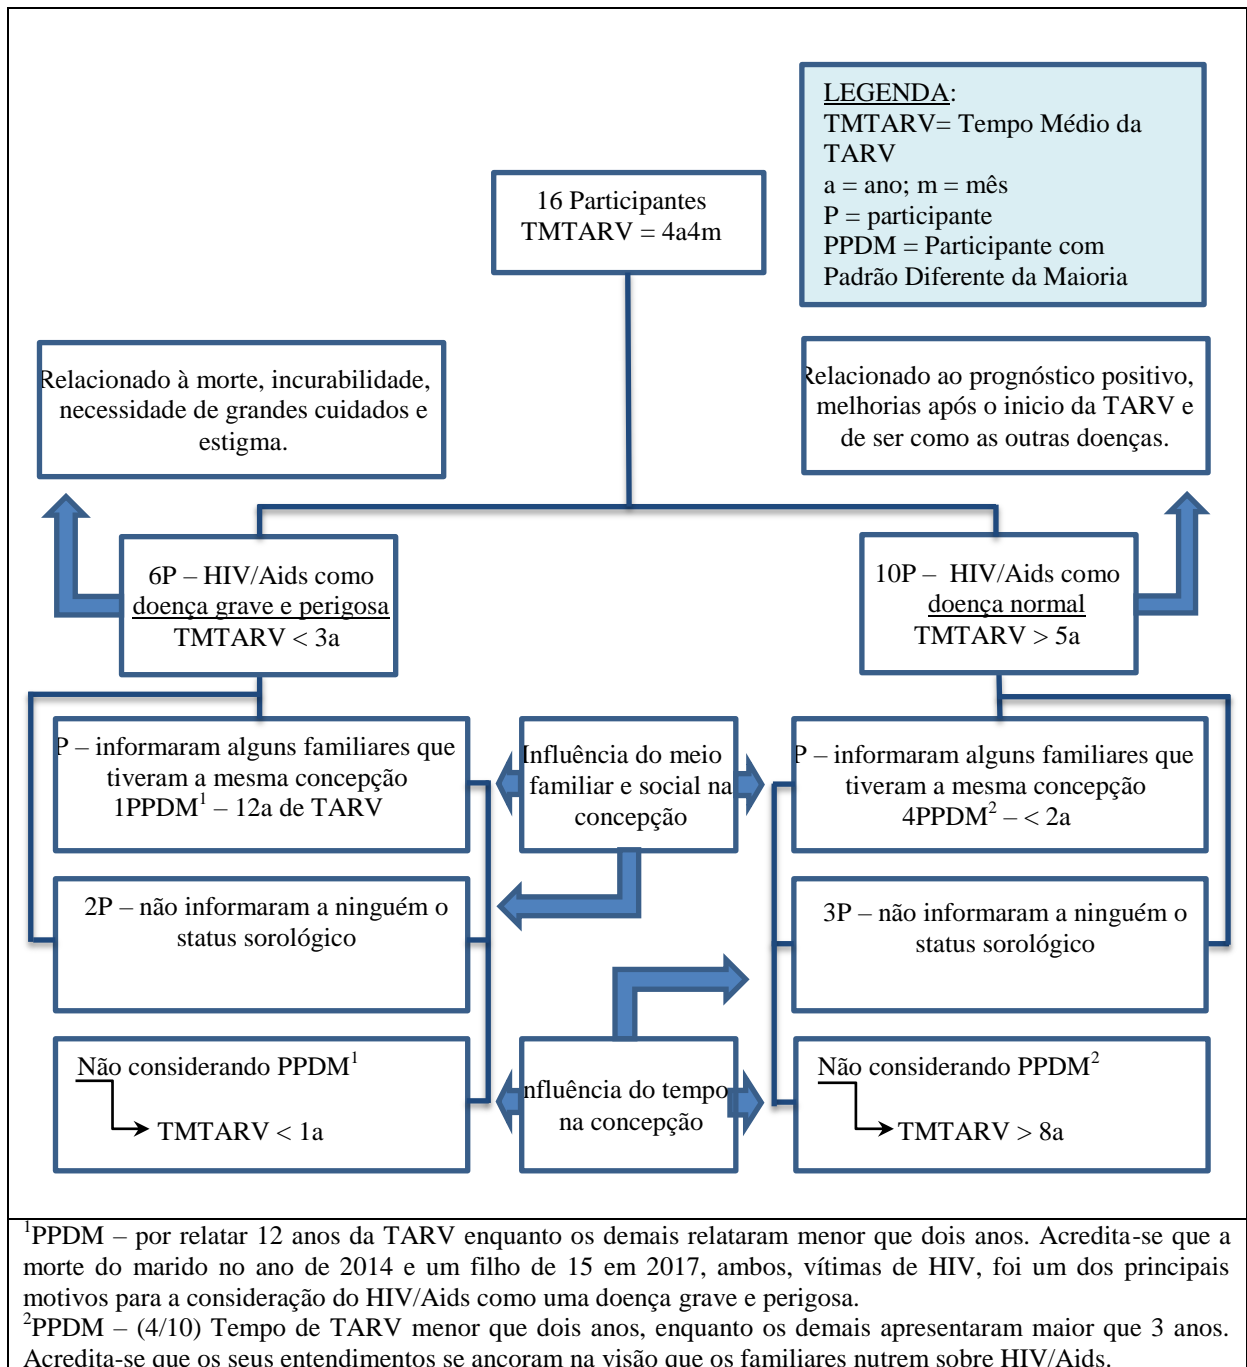 LEGENDA:
TMTARV= Tempo Médio da
TARV
a = ano; m = mês
P = participante
PPDM = Participante com
Padrão Diferente da Maioria
16 Participantes
TMTARV = 4a4m
Relacionado à morte, incurabilidade,
necessidade de grandes cuidados e
estigma.
Relacionado ao prognóstico positivo,
melhorias após o inicio da TARV e
de ser como as outras doenças.
6P – HIV/Aids como
doença grave e perigosa
TMTARV < 3a
10P – HIV/Aids como
doença normal
TMTARV > 5a
P – informaram alguns familiares que
tiveram a mesma concepção
1PPDM¹ – 12a de TARV
Influência do meio
familiar e social na
concepção
P – informaram alguns familiares que
tiveram a mesma concepção
4PPDM² – < 2a
2P – não informaram a ninguém o
status sorológico
3P – não informaram a ninguém o
status sorológico
Não considerando PPDM¹
TMTARV < 1a
nfluência do tempo
na concepção
Não considerando PPDM²
TMTARV > 8a
¹PPDM – por relatar 12 anos da TARV enquanto os demais relataram menor que dois anos. Acredita-se que a
morte do marido no ano de 2014 e um filho de 15 em 2017, ambos, vítimas de HIV, foi um dos principais
motivos para a consideração do HIV/Aids como uma doença grave e perigosa.
²PPDM – (4/10) Tempo de TARV menor que dois anos, enquanto os demais apresentaram maior que 3 anos.
Acredita-se que os seus entendimentos se ancoram na visão que os familiares nutrem sobre HIV/Aids.